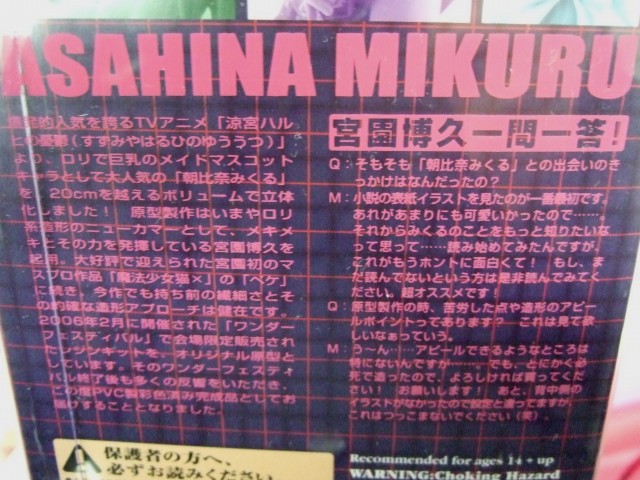 ASAHINA MIKURU
爆発的人気を誇るTVアニメ「涼宮ハル
ヒの憂鬱(すずみやはるひのゆううつ)」
より、ロリで巨乳のメイドマスコット
キャラとして大人気の「朝比奈みくる」
を、20cmを越えるボリュームで立体
化しました! 原型製作はいまやロリ
系造形のニューカマーとして、メキメ
キとその力を発揮している宮園博久を
起用。大好評で迎えられた宮園初のマ
スプロ作品「魔法少女猫×」の「ペケ」
に続き、今作でも持ち前の繊細さとそ
の的確な造形アプローチは健在です。
2006年2月に開催された「ワンダー
フェスティバル」で会場限定販売され
たレジンキットを、オリジナル原型と
しています。そのワンダーフェスティ
バル終了後も多くの反響をいただき、
この度PVC製彩色済み完成品としてお
届けすることとなりました。
宮園博久一問一答!
Q:そもそも「朝比奈みくる」との出会いのき
っかけはなんだったの?
M:小説の表紙イラストを見たのが一番最初です。
あれがあまりにも可愛いかったので……。
それからみくるのことをもっと知りたいな
って思って……読み始めてみたんですが、
これがもうホントに面白くて! もし、ま
だ読んでないという方は是非読んでみてく
ださい。超オススメです!
Q:原型製作の時、苦労した点や造形のアピー
ルポイントってあります? これは見て欲
しいなぁっていう。
M:う〜ん……アピールできるようなところは
特にないんですが……。でも、とにかく必
死で造ったので、よろしければ買ってくだ
さい! お願いします! あと、背中側の
イラストがなかったので設定と違ってますが、
これはつっこまないでください(笑)。
保護者の方へ、
必ずお読みください
Recommended for ages 14 + up
WARNING:Choking Hazard